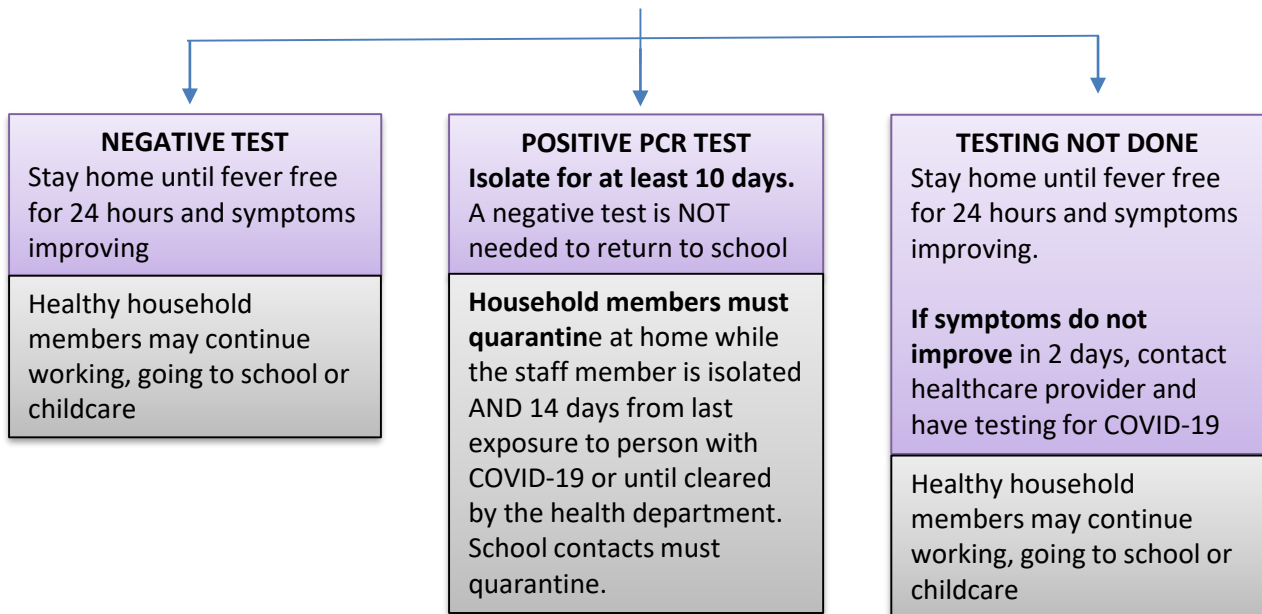 NEGATIVE TEST
Stay home until fever free
for 24 hours and symptoms
improving
Healthy household
members may continue
working, going to school or
childcare
POSITIVE PCR TEST
Isolate for at least 10 days.
A negative test is NOT
needed to return to school
Household members must
quarantine at home while
the staff member is isolated
AND 14 days from last
exposure to person with
COVID-19 or until cleared
by the health department.
School contacts must
quarantine.
TESTING NOT DONE
Stay home until fever free
for 24 hours and symptoms
improving.
If symptoms do not
improve in 2 days, contact
healthcare provider and
have testing for COVID-19
Healthy household
members may continue
working, going to school or
childcare